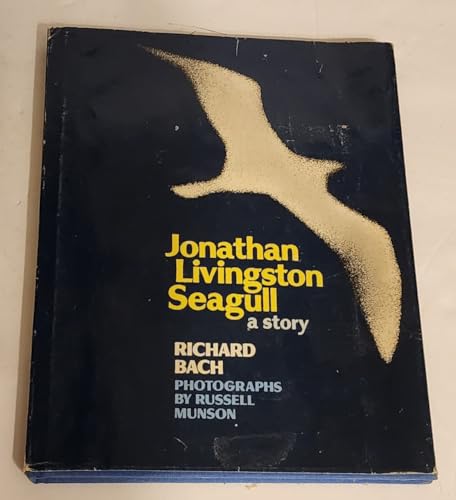 Jonathan
Livingston
Seagull
a story
RICHARD
BACH
PHOTOGRAPHS
BY RUSSELL
MUNSON